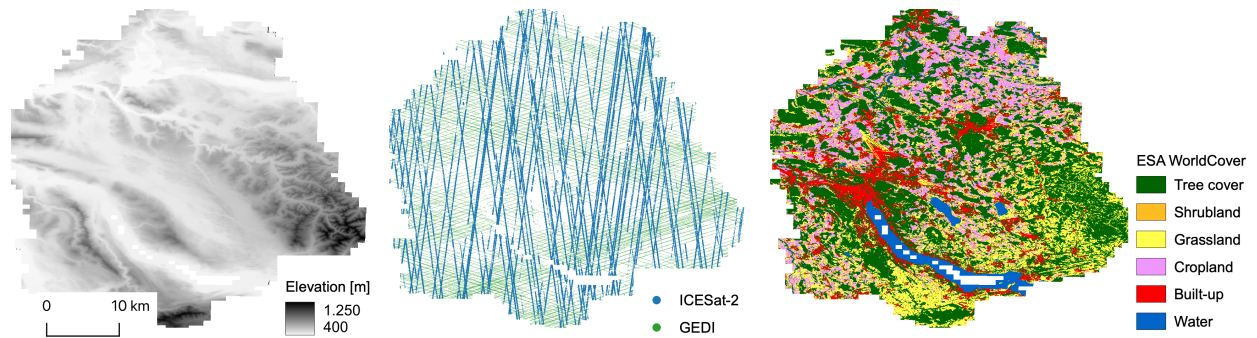 0
10 km
Elevation [m]
1.250
400
ICESat-2
GEDI
ESA WorldCover
Tree cover
Shrubland
Grassland
Cropland
Built-up
Water